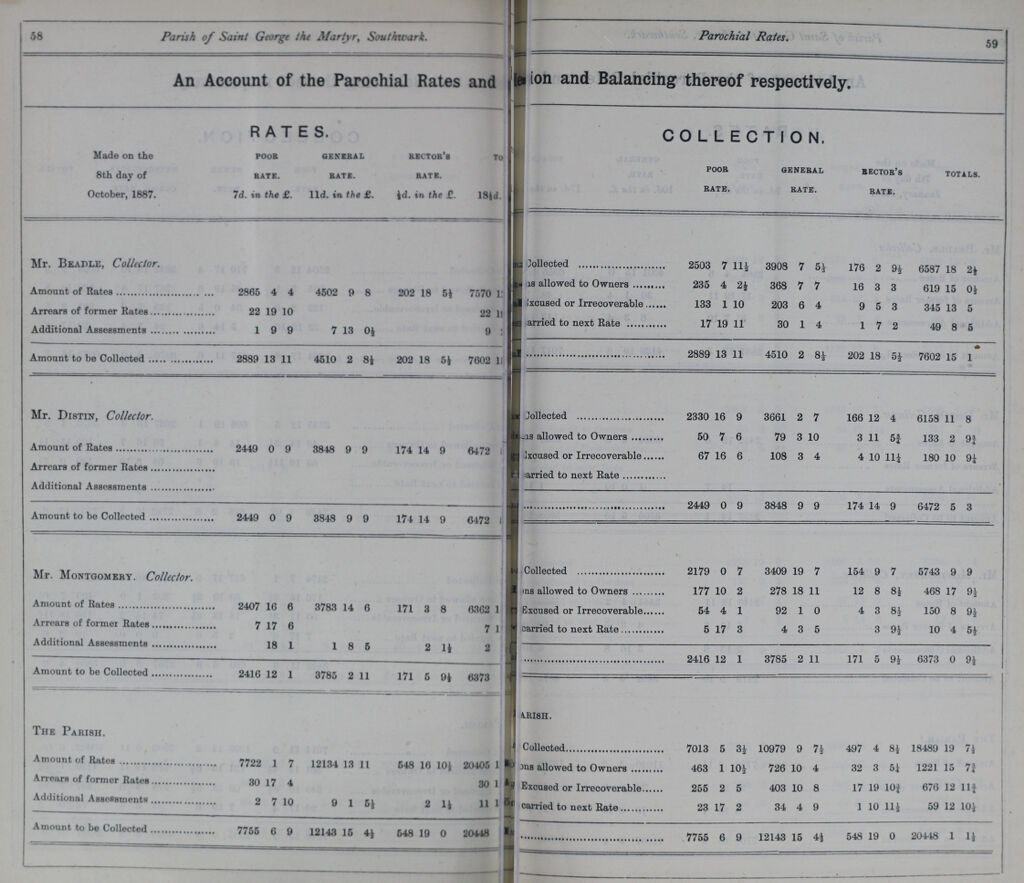 58 Parish of Saint George the Martyr, Southwark.
An Account of the Parochial Rates and
RATES.
Made on the
8th day of
October, 1887.
POOR RATE. 7d. in the £.
GENERAL RATE. 11d. in the £.
RECTOR'S RATE. ½d. in the £.
TO 18½d.
Mr. BEADLE, Collector.
Amount of Rates 2865 4 4 4502 9 8 202 18 5½ 7570 1
Arrears of former Rates 22 19 10 22 1
Additional Assessments 1 9 9 7 13 0½ 9
Amount to be Collected 2889 13 11 4510 2 8½ 202 18 5½ 7602 1
Mr. DISTIN, Collector.
Amount of Rates 2449 0 9 3848 9 9 174 14 9 6472
Arrears of former Rates
Additional Assessments
Amount to be Collected 2449 0 9 3848 9 9 174 14 9 6472
Mr. MONTGOMERY. Collector.
Amount of Rates 2407 16 6 3783 14 6 171 3 8 6362 1
Arrears of former Rates 7 17 6 7 1
Additional Assessments 18 1 1 8 5 2 1½ 2
Amount to be Collected 2416 12 1 3785 2 11 171 5 9½ 6373
THE PARISH.
Amount of Rates 7722 1 7 12134 13 11 548 16 10½ 20405 1
Arrears of former Rates 30 17 4 30 1
Additional Assessments 2 7 10 9 1 5½ 2 1½ 11 1
Amount to be Collected 7755 6 9 12143 15 4½ 548 19 0 20448
Parochial Rates. 59
ion and Balancing thereof respectively.
COLLECTION.
POOR RATE.
GENERAL RATE.
RECTOR'S RATE.
TOTALS.
Collected 2503 7 11½ 3908 7 5½ 176 2 9½ 6587 18 2½
ns allowed to Owners 235 4 2½ 368 7 7 16 3 3 619 15 0½
Excused or Irrecoverable 133 1 10 203 6 4 9 5 3 345 13 5
arried to next Rate 17 19 11 30 1 4 1 7 2 49 8 5
2889 13 11 4510 2 8½ 202 18 5½ 7602 15 1
Collected 2330 16 9 3661 2 7 166 12 4 6158 11 8
ns allowed to Owners 50 7 6 79 3 10 3 11 5¾ 133 2 9¾
Excused or Irrecoverable 67 16 6 108 3 4 4 10 11¼ 180 10 9¼
arried to next Rate
2449 0 9 3848 9 9 174 14 9 6472 5 3
Collected 2179 0 7 3409 19 7 154 9 7 5743 9 9
ns allowed to Owners 177 10 2 278 18 11 12 8 8½ 468 17 9½
Excused or Irrecoverable 54 4 1 92 1 0 4 3 8½ 150 8 9½
carried to next Rate 5 17 3 4 3 5 3 9½ 10 4 5½
2416 12 1 3785 2 11 171 5 9½ 6373 0 9½
ARISH.
Collected 7013 5 3½ 10979 9 7½ 497 4 8½ 18489 19 7½
ons allowed to Owners 463 1 10½ 726 10 4 32 3 5¼ 1221 15 7¾
Excused or Irrecoverable 255 2 5 403 10 8 17 19 10¾ 676 12 11¾
carried to next Rate 23 17 2 34 4 9 1 10 11½ 59 12 10½
7755 6 9 12143 15 4½ 548 19 0 20448 1 1½